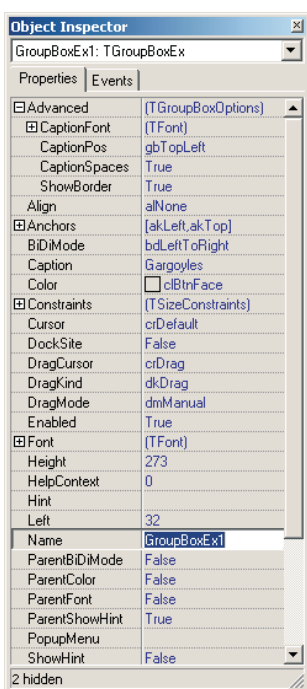 Object Inspector
GroupBoxEx1: TGroupBoxEx
Properties Events
Advanced (TGroupBoxOptions)
CaptionFont (TFont)
CaptionPos gbTopLeft
CaptionSpaces True
ShowBorder True
Align alNone
Anchors [akLeft,akTop]
BiDiMode bdLeftToRight
Caption Gargoyles
Color clBtnFace
Constraints (TSizeConstraints)
Cursor crDefault
DockSite False
DragCursor crDrag
DragKind dkDrag
DragMode dmManual
Enabled True
Font (TFont)
Height 273
HelpContext 0
Hint
Left 32
Name GroupBoxEx1
ParentBiDiMode False
ParentColor False
ParentFont False
ParentShowHint True
PopupMenu
ShowHint False
2 hidden